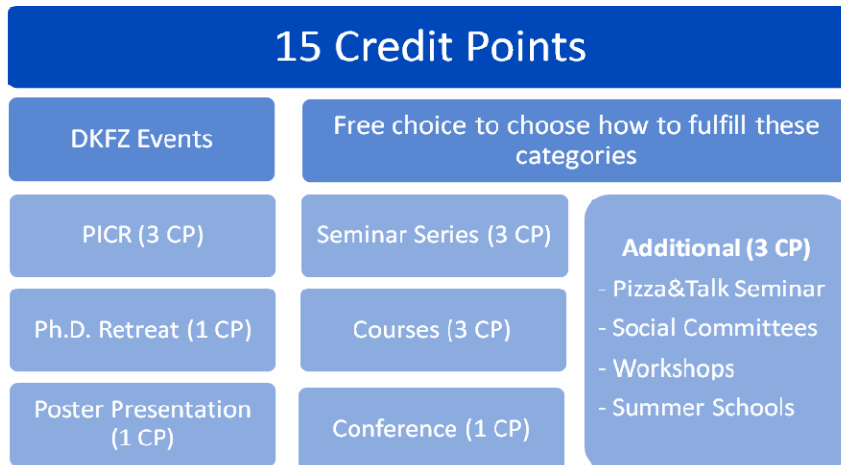 15 Credit Points
DKFZ Events
Free choice to choose how to fulfill these
categories
PICR (3 CP)
Seminar Series (3 CP)
Additional (3 CP)
- Pizza&Talk Seminar
- Social Committees
- Workshops
- Summer Schools
Ph.D. Retreat (1 CP)
Courses (3 CP)
Poster Presentation
(1 CP)
Conference (1 CP)